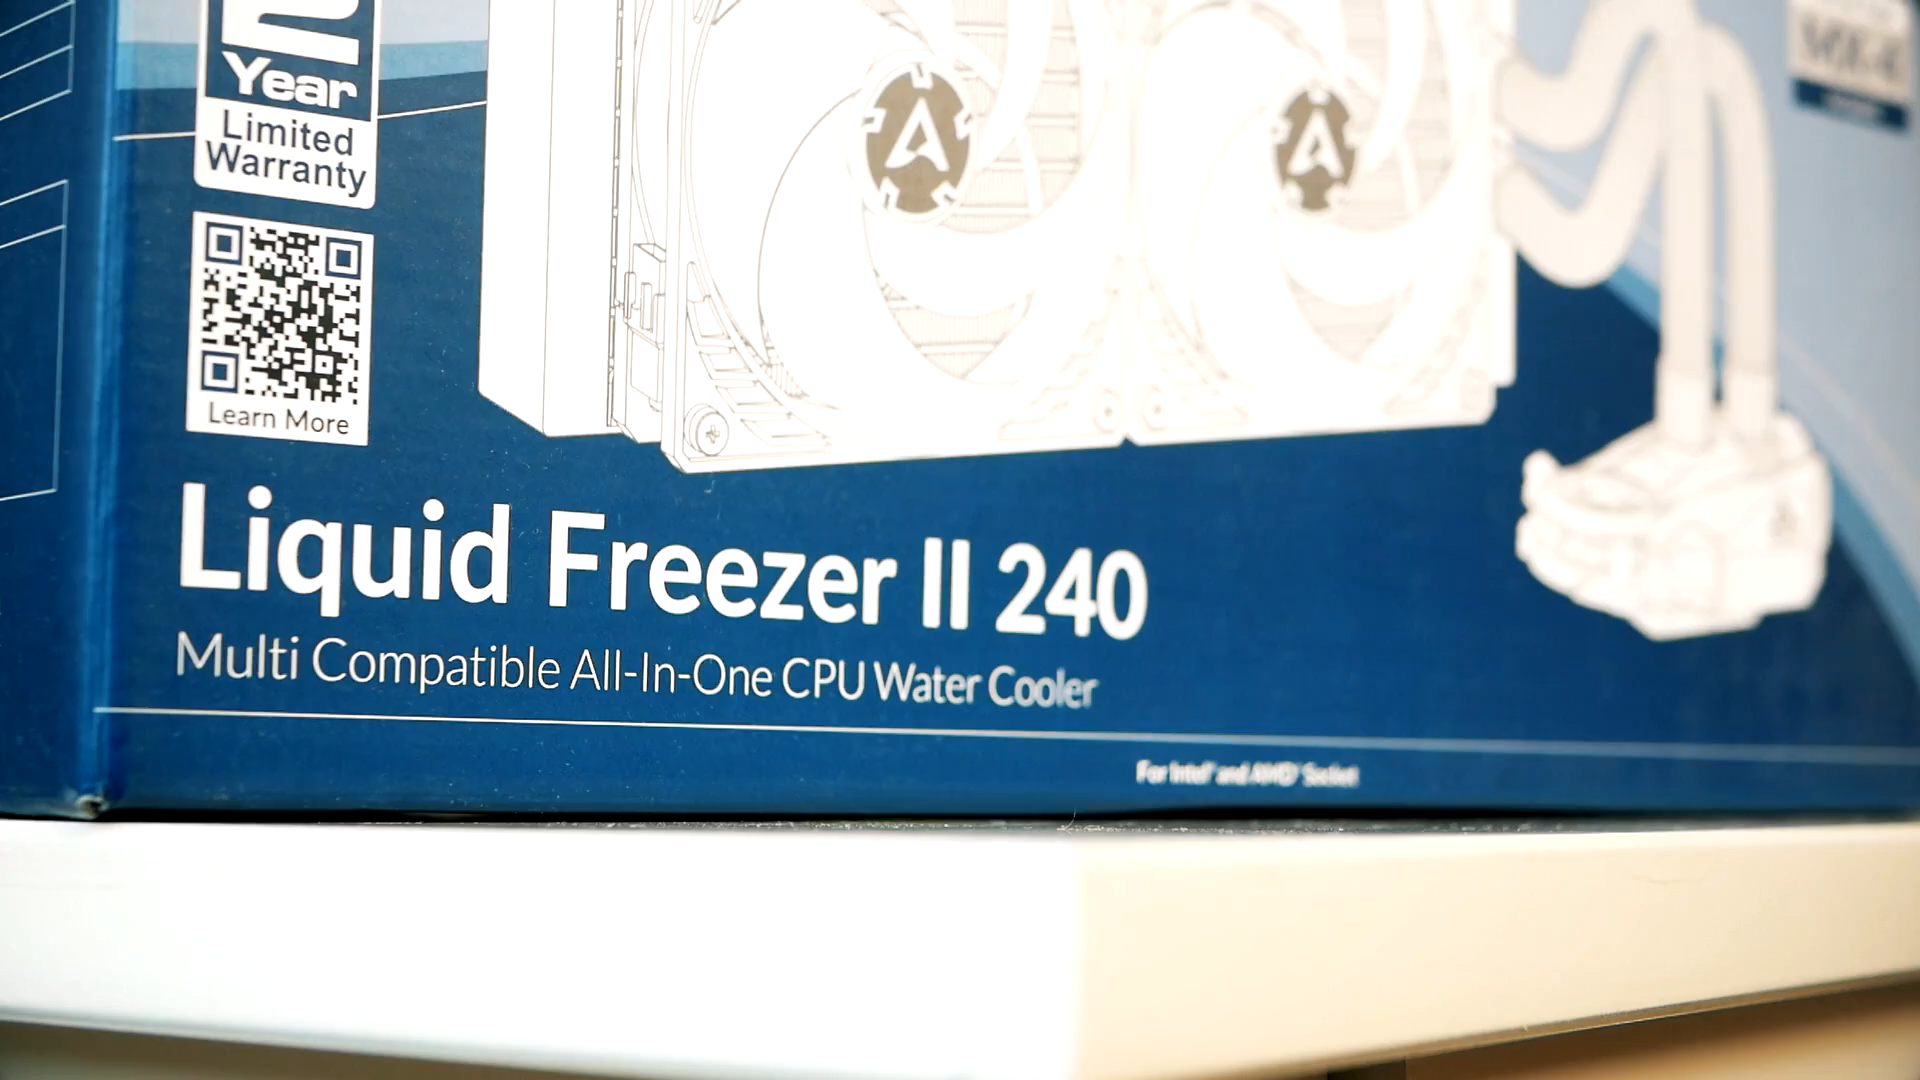 2
Year
Limited
Warranty
Learn More
Liquid Freezer II 240
Multi Compatible All-In-One CPU Water Cooler
For Intel® and AMD® Socket